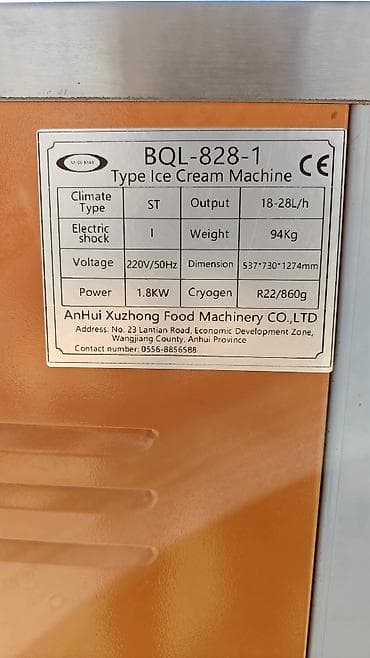 BQL-828-1
Type Ice Cream Machine CE
Climate Type ST Output 18-28L/h
Electric shock I Weight 94Kg
Voltage 220V/50Hz Dimension 537*730*1274mm
Power 1.8KW Cryogen R22/860g
AnHui Xuzhong Food Machinery CO.,LTD
Address: No. 23 Lantian Road, Economic Development Zone,
Wangjiang County, Anhui Province
Contact number: 0556-8856588